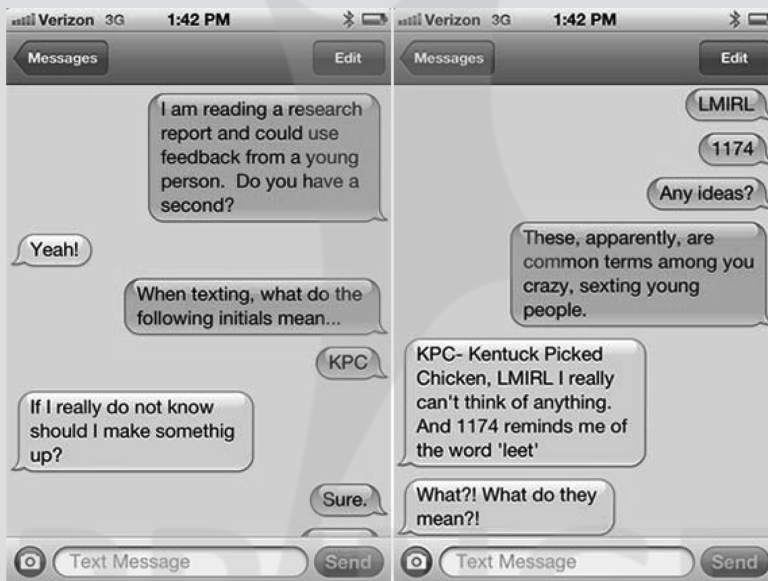 Verizon 3G 1:42 PM
Messages Edit
I am reading a research
report and could use
feedback from a young
person. Do you have a
second?
Yeah!
When texting, what do the
following initials mean...
KPC
If I really do not know
should I make somethig
up?
Sure.
Text Message Send
Verizon 3G 1:42 PM
Messages Edit
LMIRL
1174
Any ideas?
These, apparently, are
common terms among you
crazy, sexting young
people.
KPC- Kentuck Picked
Chicken, LMIRL I really
can't think of anything.
And 1174 reminds me of
the word 'leet'
What?! What do they
mean?!
Text Message Send